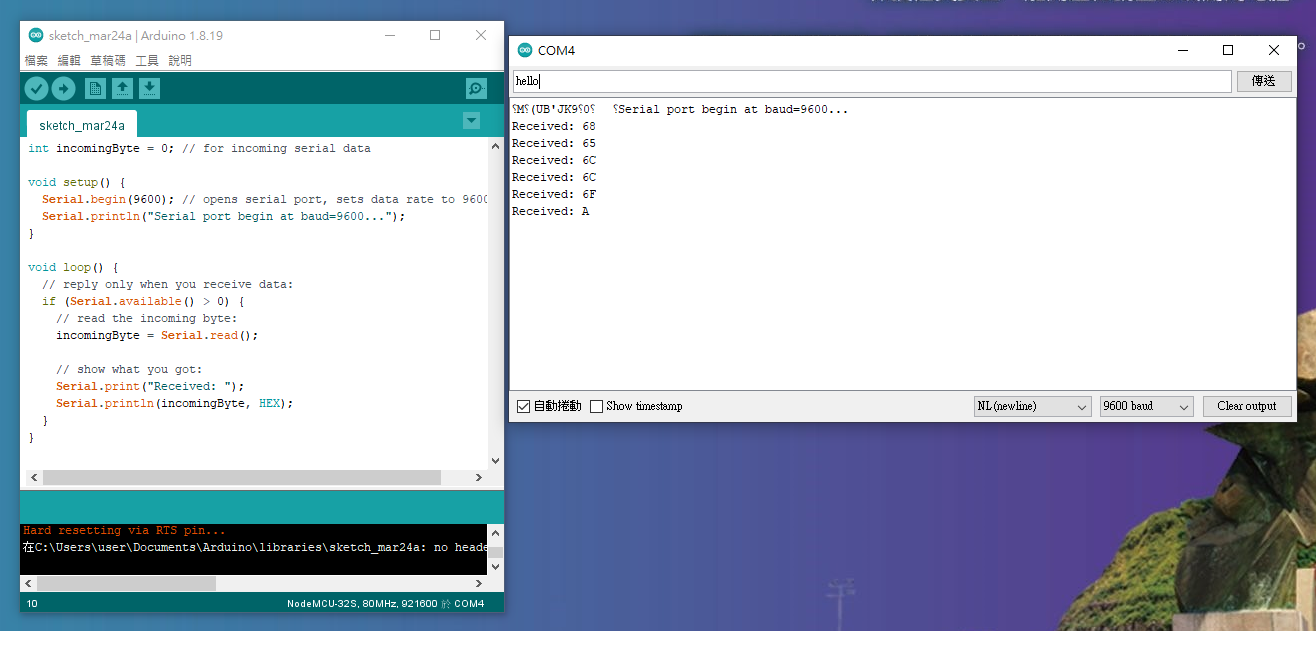 sketch_mar24a | Arduino 1.8.19
檔案 編輯 草稿碼 工具 說明
sketch_mar24a
int incomingByte = 0; // for incoming serial data
void setup() {
Serial.begin(9600); // opens serial port, sets data rate to 9600
Serial.println("Serial port begin at baud=9600...");
}
void loop() {
// reply only when you receive data:
if (Serial.available() > 0) {
// read the incoming byte:
incomingByte = Serial.read();
// show what you got:
Serial.print("Received: ");
Serial.println(incomingByte, HEX);
}
}
Hard resetting via RTS pin...
在C:\Users\user\Documents\Arduino\libraries\sketch_mar24a: no heade
10
NodeMCU-32S, 80MHz, 921600 於 COM4
COM4
hello
傳送
⸮M⸮(UB'JK9⸮0⸮ ⸮Serial port begin at baud=9600...
Received: 68
Received: 65
Received: 6C
Received: 6C
Received: 6F
Received: A
自動捲動 Show timestamp
NL(newline)
9600 baud
Clear output